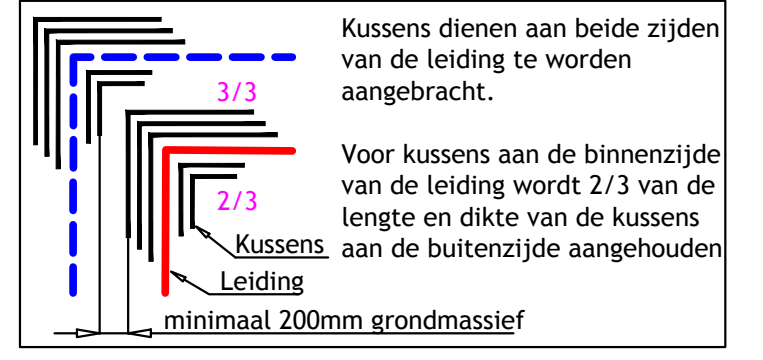 Kussens dienen aan beide zijden
van de leiding te worden
aangebracht.
3/3
Voor kussens aan de binnenzijde
van de leiding wordt 2/3 van de
lengte en dikte van de kussens
aan de buitenzijde aangehouden
2/3
Kussens
Leiding
minimaal 200mm grondmassief